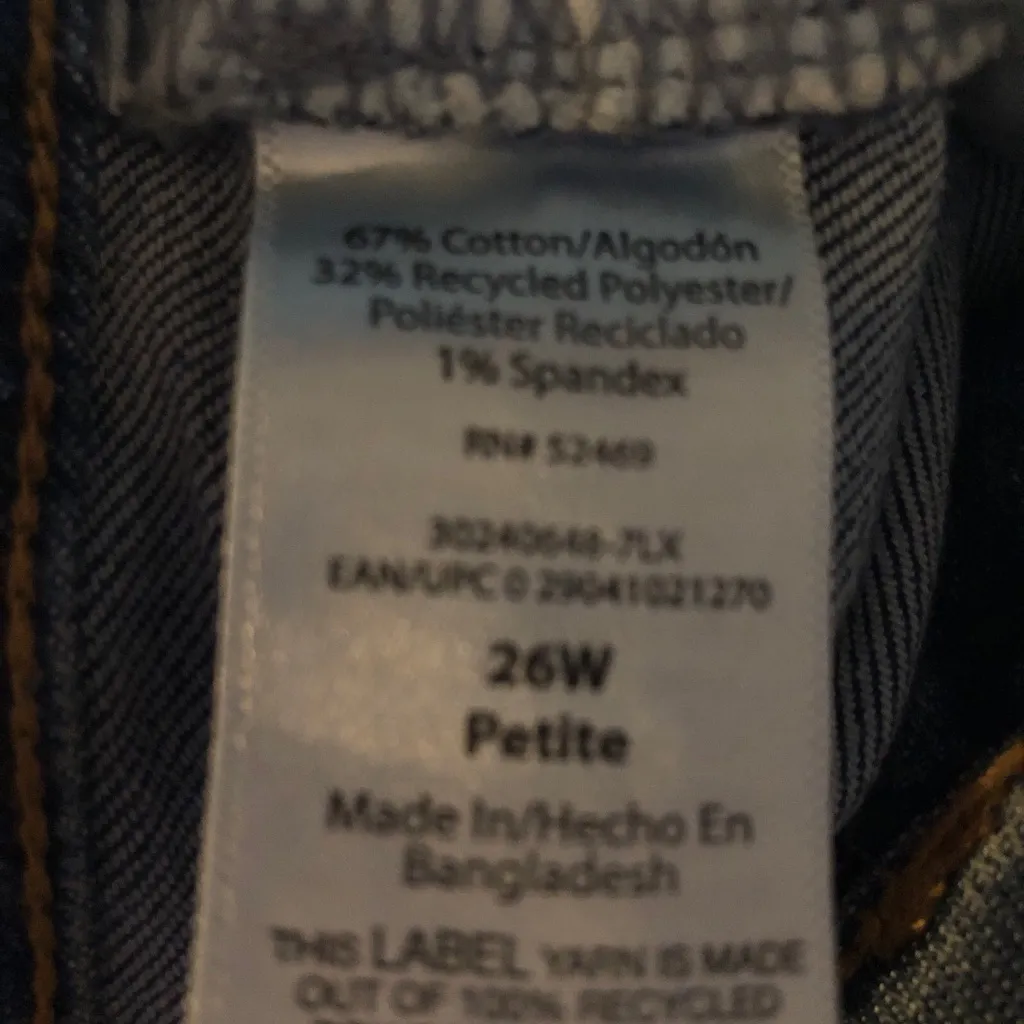 67% Cotton/Algodón
32% Recycled Polyester/
Poliéster Reciclado
1% Spandex
RN# 52469
30240648-7LX
EAN/UPC 0 29041021270
26W
Petite
Made In/Hecho En
Bangladesh
THIS LABEL YARN IS MADE
OUT OF 100% RECYCLED